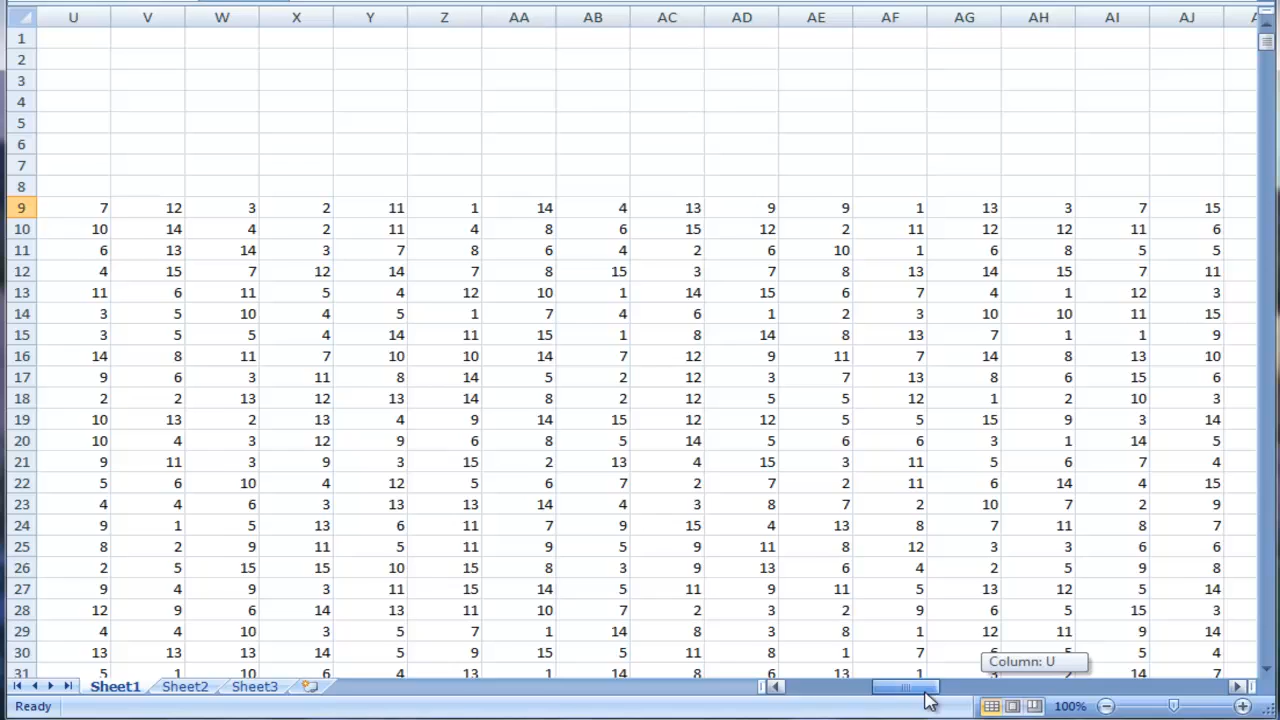 U V W X Y Z AA AB AC AD AE AF AG AH AI AJ
1
2
3
4
5
6
7
8
9 7 12 3 2 11 1 14 4 13 9 9 1 13 3 7 15
10 10 14 4 2 11 4 8 6 15 12 2 11 12 12 11 6
11 6 13 14 3 7 8 6 4 2 6 10 1 6 8 5 5
12 4 15 7 12 14 7 8 15 3 7 8 13 14 15 7 11
13 11 6 11 5 4 12 10 1 14 15 6 7 4 1 12 3
14 3 5 10 4 5 1 7 4 6 1 2 3 10 10 11 15
15 3 5 5 4 14 11 15 1 8 14 8 13 7 1 1 9
16 14 8 11 7 10 10 14 7 12 9 11 7 14 8 13 10
17 9 6 3 11 8 14 5 2 12 3 7 13 8 6 15 6
18 2 2 13 12 13 14 8 2 12 5 5 12 1 2 10 3
19 10 13 2 13 4 9 14 15 12 12 5 5 15 9 3 14
20 10 4 3 12 9 6 8 5 14 5 6 6 3 1 14 5
21 9 11 3 9 3 15 2 13 4 15 3 11 5 6 7 4
22 5 6 10 4 12 5 6 7 2 7 2 11 6 14 4 15
23 4 4 6 3 13 13 14 4 3 8 7 2 10 7 2 9
24 9 1 5 13 6 11 7 9 15 4 13 8 7 11 8 7
25 8 2 9 11 5 11 9 5 9 11 8 12 3 3 6 6
26 2 5 15 15 10 15 8 3 9 13 6 4 2 5 9 8
27 9 4 9 3 11 15 14 5 11 9 11 5 13 12 5 14
28 12 9 6 14 13 11 10 7 2 3 2 9 6 5 15 3
29 4 4 10 3 5 7 1 14 8 3 8 1 12 11 9 14
30 13 13 13 14 5 9 15 5 11 8 1 7 5 4
31 5 1 10 6 4 13 1 14 8 6 13 1 14 7
Column: U
Sheet1 Sheet2 Sheet3
Ready 100%